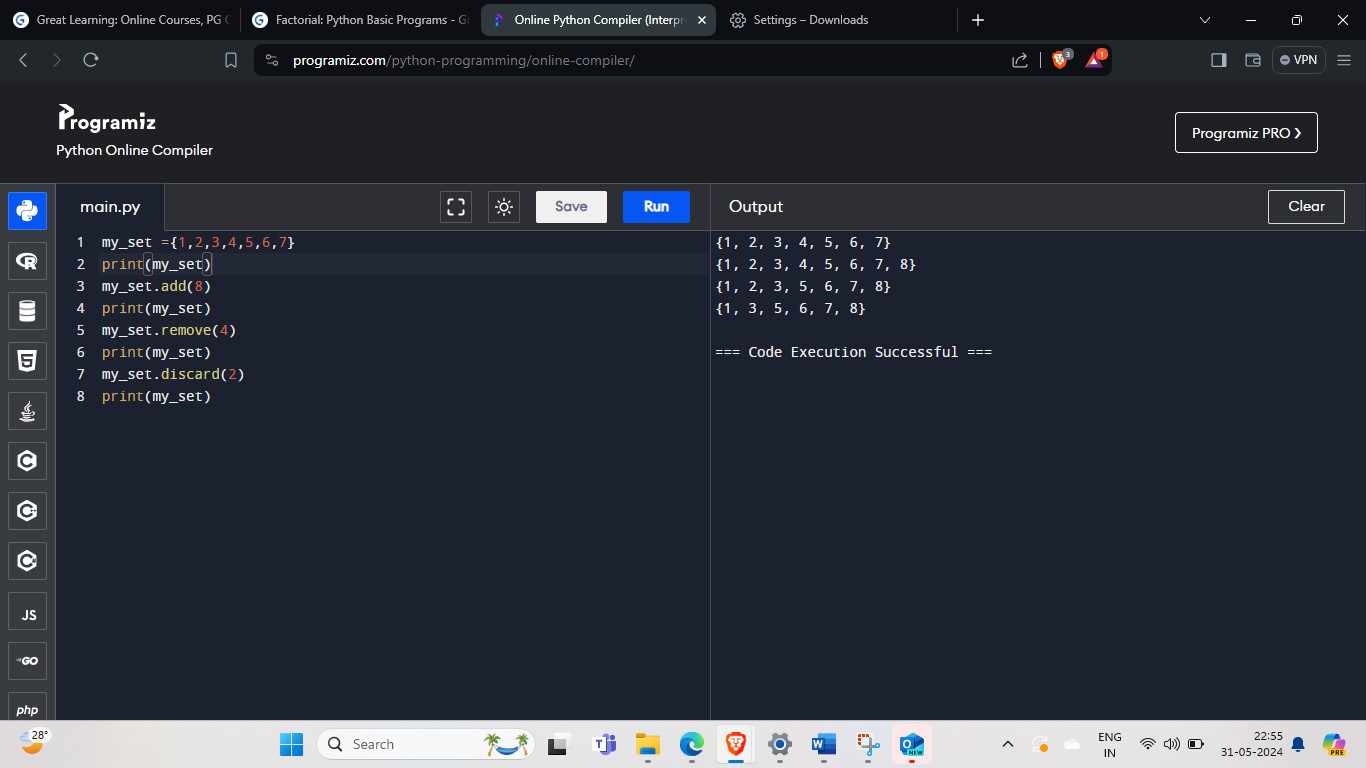 Great Learning: Online Courses, PG C
Factorial: Python Basic Programs - Gr
Online Python Compiler (Interpr
Settings – Downloads
programiz.com/python-programming/online-compiler/
3
1
VPN
Programiz
Python Online Compiler
Programiz PRO ❯
main.py
Save
Run
Output
Clear
1 my_set ={1,2,3,4,5,6,7}
2 print(my_set)
3 my_set.add(8)
4 print(my_set)
5 my_set.remove(4)
6 print(my_set)
7 my_set.discard(2)
8 print(my_set)
{1, 2, 3, 4, 5, 6, 7}
{1, 2, 3, 4, 5, 6, 7, 8}
{1, 2, 3, 5, 6, 7, 8}
{1, 3, 5, 6, 7, 8}
=== Code Execution Successful ===
R
5
C
C
C
JS
GO
php
28°
Search
T
W
O
NEW
ENG
IN
22:55
31-05-2024
PRE